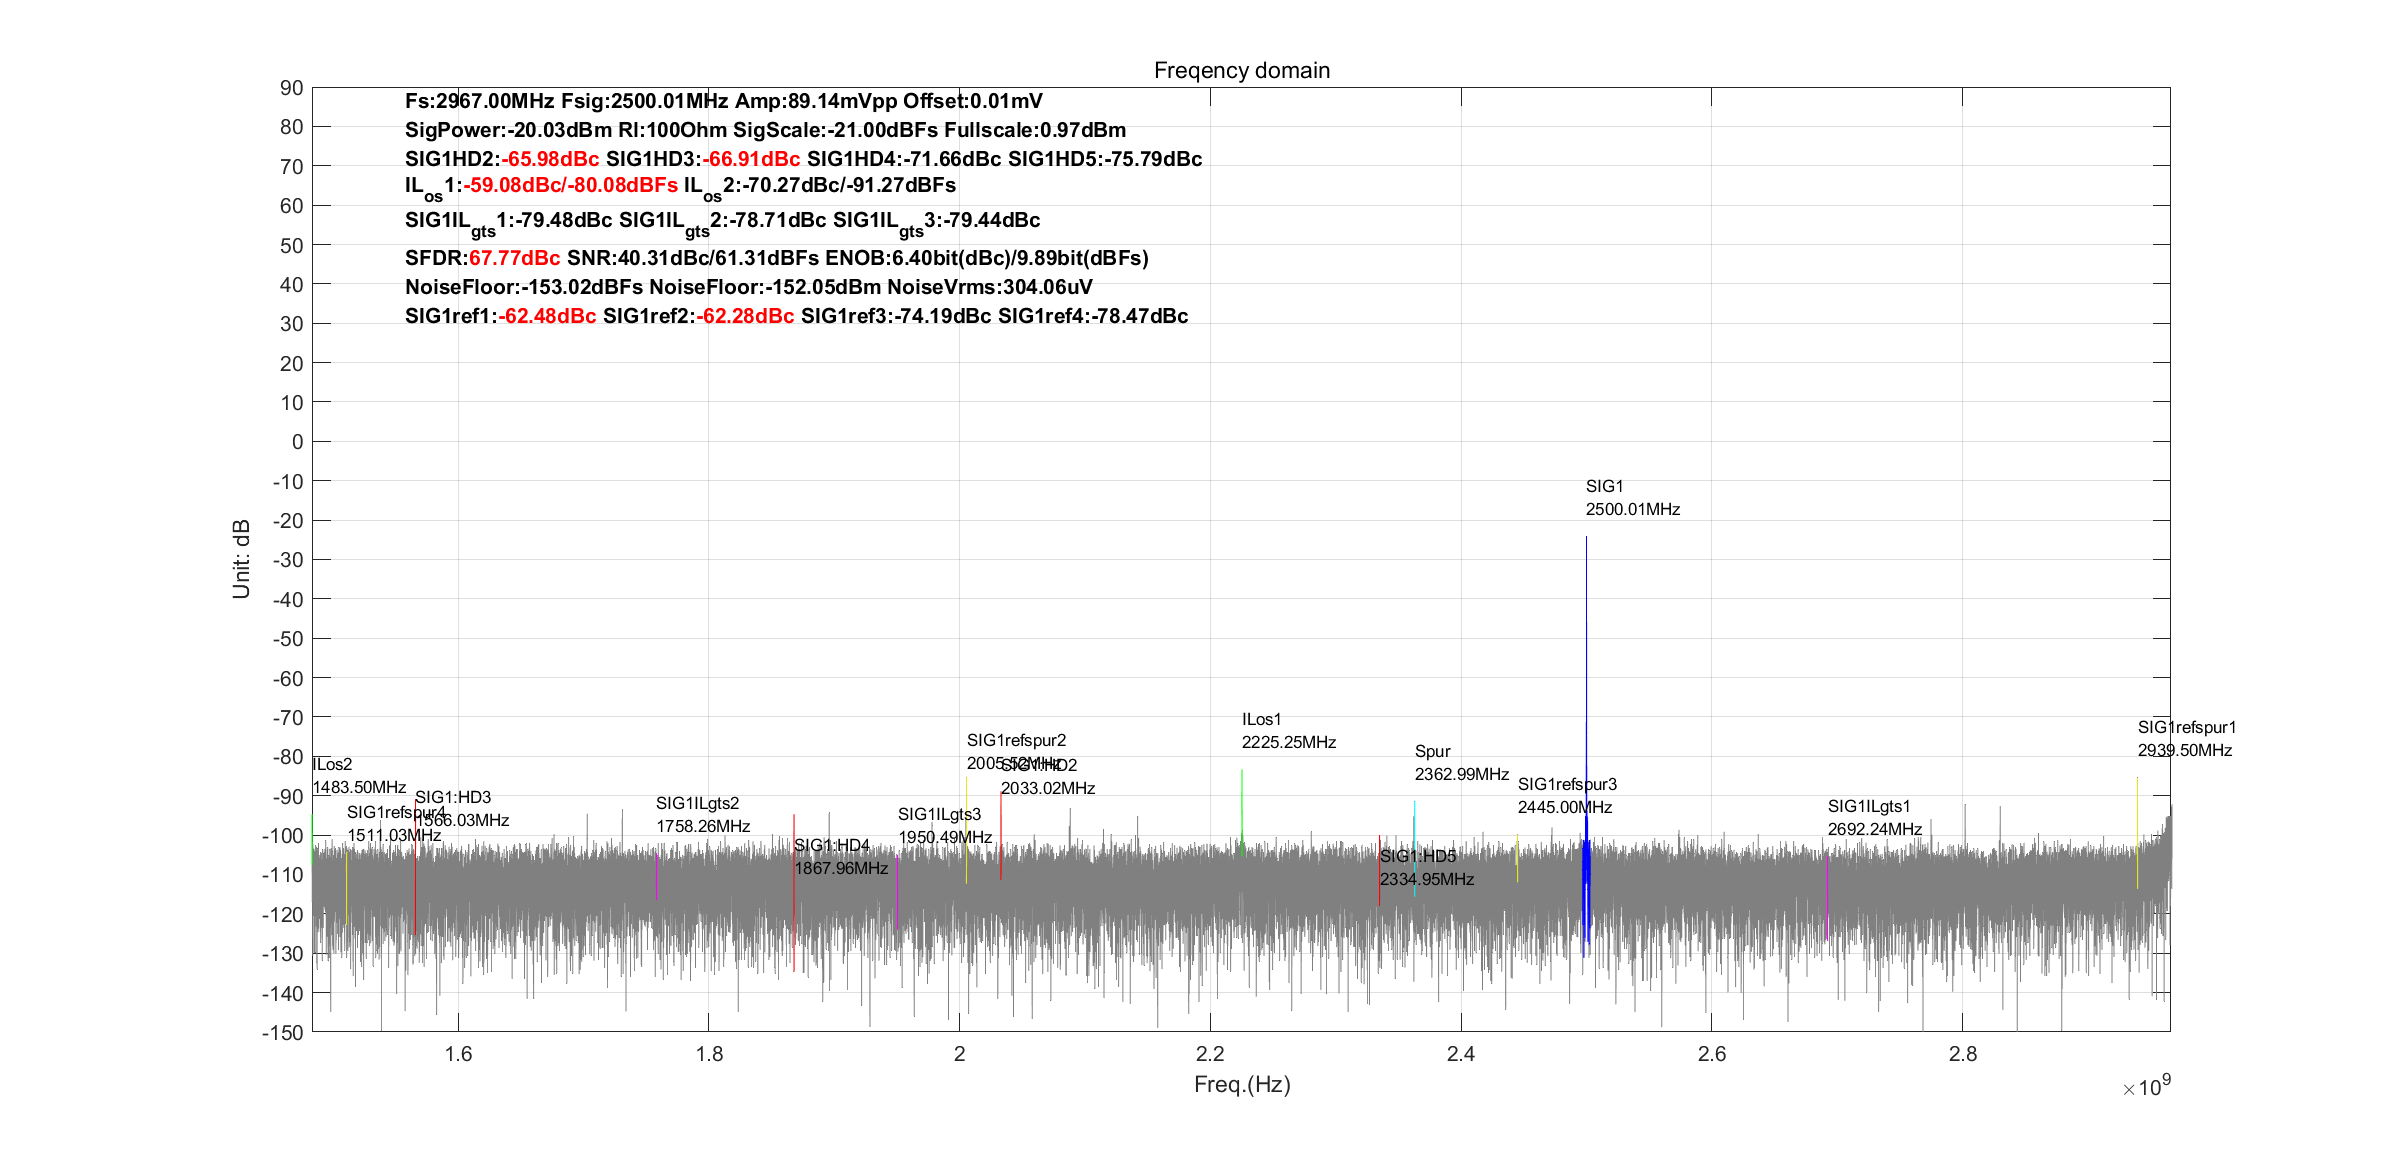 Freqency domain
Fs:2967.00MHz Fsig:2500.01MHz Amp:89.14mVpp Offset:0.01mV
SigPower:-20.03dBm Rl:100Ohm SigScale:-21.00dBFs Fullscale:0.97dBm
SIG1HD2:-65.98dBc SIG1HD3:-66.91dBc SIG1HD4:-71.66dBc SIG1HD5:-75.79dBc
ILos1:-59.08dBc/-80.08dBFs ILos2:-70.27dBc/-91.27dBFs
SIG1ILgts1:-79.48dBc SIG1ILgts2:-78.71dBc SIG1ILgts3:-79.44dBc
SFDR:67.77dBc SNR:40.31dBc/61.31dBFs ENOB:6.40bit(dBc)/9.89bit(dBFs)
NoiseFloor:-153.02dBFs NoiseFloor:-152.05dBm NoiseVrms:304.06uV
SIG1ref1:-62.48dBc SIG1ref2:-62.28dBc SIG1ref3:-74.19dBc SIG1ref4:-78.47dBc
90
80
70
60
50
40
30
20
10
0
-10
-20
-30
-40
-50
-60
-70
-80
-90
-100
-110
-120
-130
-140
-150
Unit: dB
SIG1
2500.01MHz
ILos1
2225.25MHz
SIG1refspur1
2939.50MHz
SIG1refspur2
2005.52MHz
SIG1:HD2
2033.02MHz
Spur
2362.99MHz
ILos2
1483.50MHz
SIG1refspur3
2445.00MHz
SIG1:HD3
1566.03MHz
SIG1ILgts2
1758.26MHz
SIG1ILgts1
2692.24MHz
SIG1refspur4
1511.03MHz
SIG1ILgts3
1950.49MHz
SIG1:HD4
1867.96MHz
SIG1:HD5
2334.95MHz
1.6
1.8
2
2.2
2.4
2.6
2.8
Freq.(Hz)
×10^9